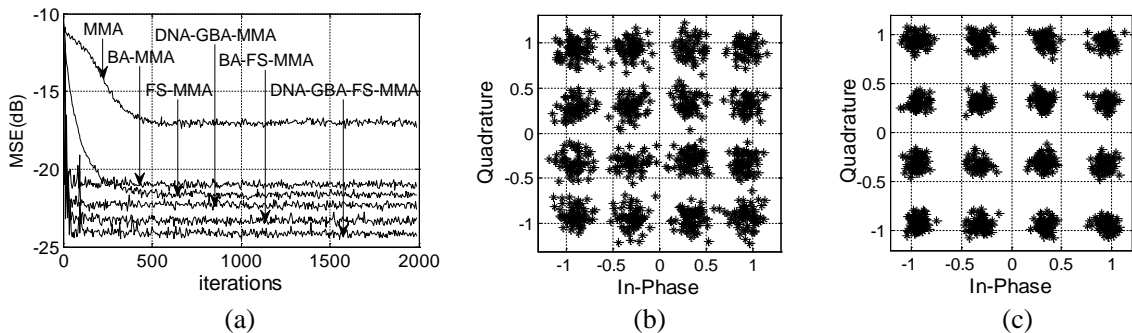 -10
-15
-20
-25
MSE(dB)
MMA
DNA-GBA-MMA
BA-MMA
BA-FS-MMA
FS-MMA
DNA-GBA-FS-MMA
0
500
1000
1500
2000
iterations
(a)
1
0.5
0
-0.5
-1
Quadrature
-1
-0.5
0
0.5
1
In-Phase
(b)
1
0.5
0
-0.5
-1
Quadrature
-1
-0.5
0
0.5
1
In-Phase
(c)